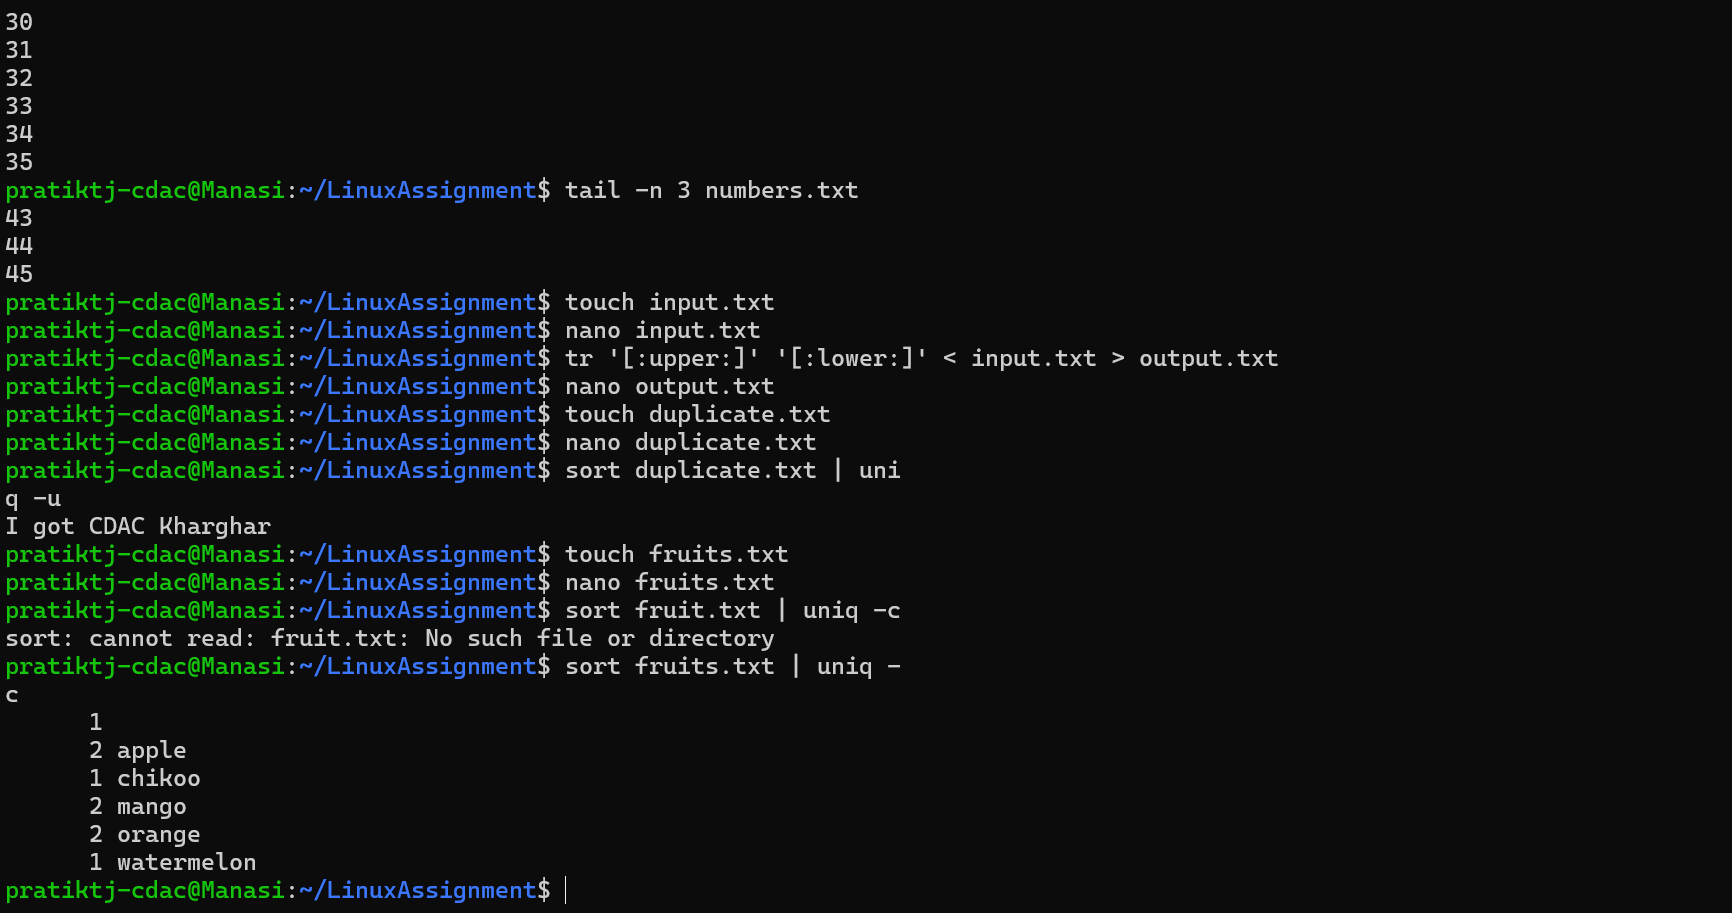 30
31
32
33
34
35
pratiktj-cdac@Manasi:~/LinuxAssignment$ tail -n 3 numbers.txt
43
44
45
pratiktj-cdac@Manasi:~/LinuxAssignment$ touch input.txt
pratiktj-cdac@Manasi:~/LinuxAssignment$ nano input.txt
pratiktj-cdac@Manasi:~/LinuxAssignment$ tr '[:upper:]' '[:lower:]' < input.txt > output.txt
pratiktj-cdac@Manasi:~/LinuxAssignment$ nano output.txt
pratiktj-cdac@Manasi:~/LinuxAssignment$ touch duplicate.txt
pratiktj-cdac@Manasi:~/LinuxAssignment$ nano duplicate.txt
pratiktj-cdac@Manasi:~/LinuxAssignment$ sort duplicate.txt | uni
q -u
I got CDAC Kharghar
pratiktj-cdac@Manasi:~/LinuxAssignment$ touch fruits.txt
pratiktj-cdac@Manasi:~/LinuxAssignment$ nano fruits.txt
pratiktj-cdac@Manasi:~/LinuxAssignment$ sort fruit.txt | uniq -c
sort: cannot read: fruit.txt: No such file or directory
pratiktj-cdac@Manasi:~/LinuxAssignment$ sort fruits.txt | uniq -
c
      1
      2 apple
      1 chikoo
      2 mango
      2 orange
      1 watermelon
pratiktj-cdac@Manasi:~/LinuxAssignment$